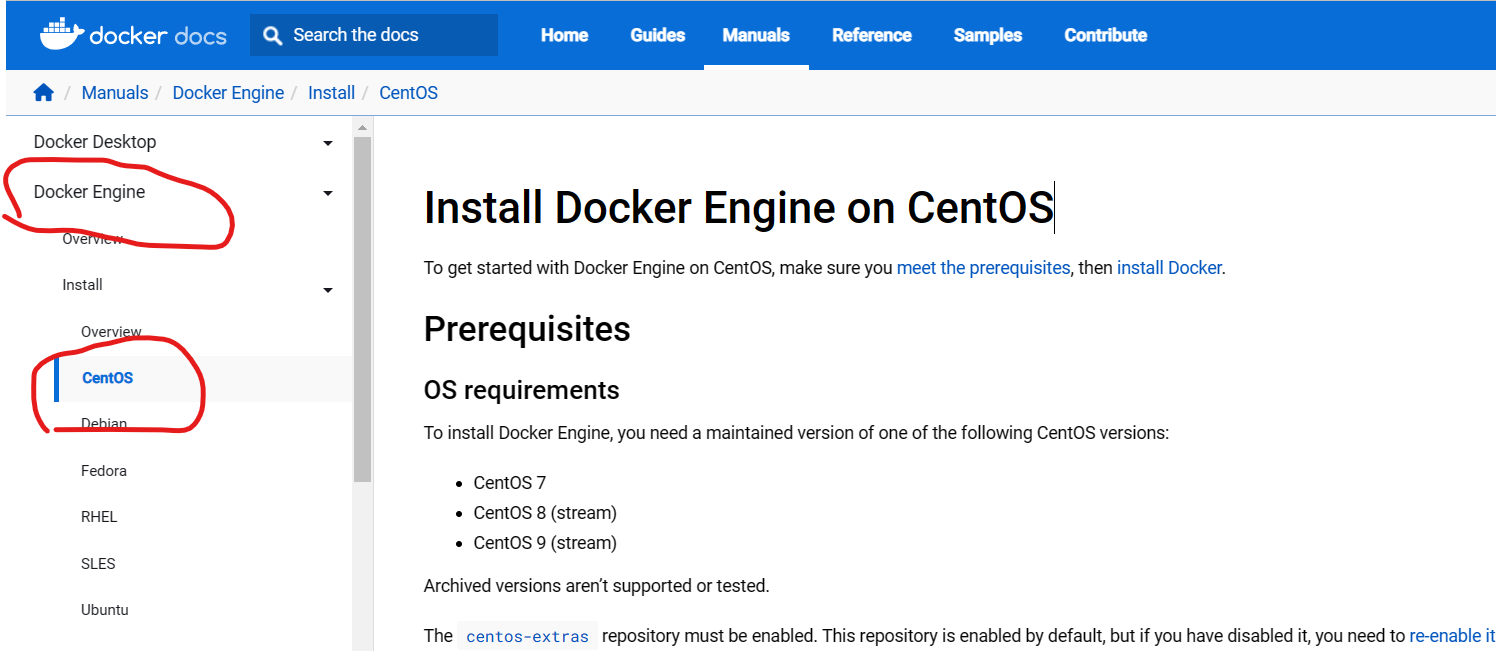 docker docs
Search the docs
Home
Guides
Manuals
Reference
Samples
Contribute
/ Manuals / Docker Engine / Install / CentOS
Docker Desktop
Docker Engine
Overview
Install
Overview
CentOS
Debian
Fedora
RHEL
SLES
Ubuntu
Install Docker Engine on CentOS
To get started with Docker Engine on CentOS, make sure you meet the prerequisites, then install Docker.
Prerequisites
OS requirements
To install Docker Engine, you need a maintained version of one of the following CentOS versions:
• CentOS 7
• CentOS 8 (stream)
• CentOS 9 (stream)
Archived versions aren’t supported or tested.
The centos-extras repository must be enabled. This repository is enabled by default, but if you have disabled it, you need to re-enable it